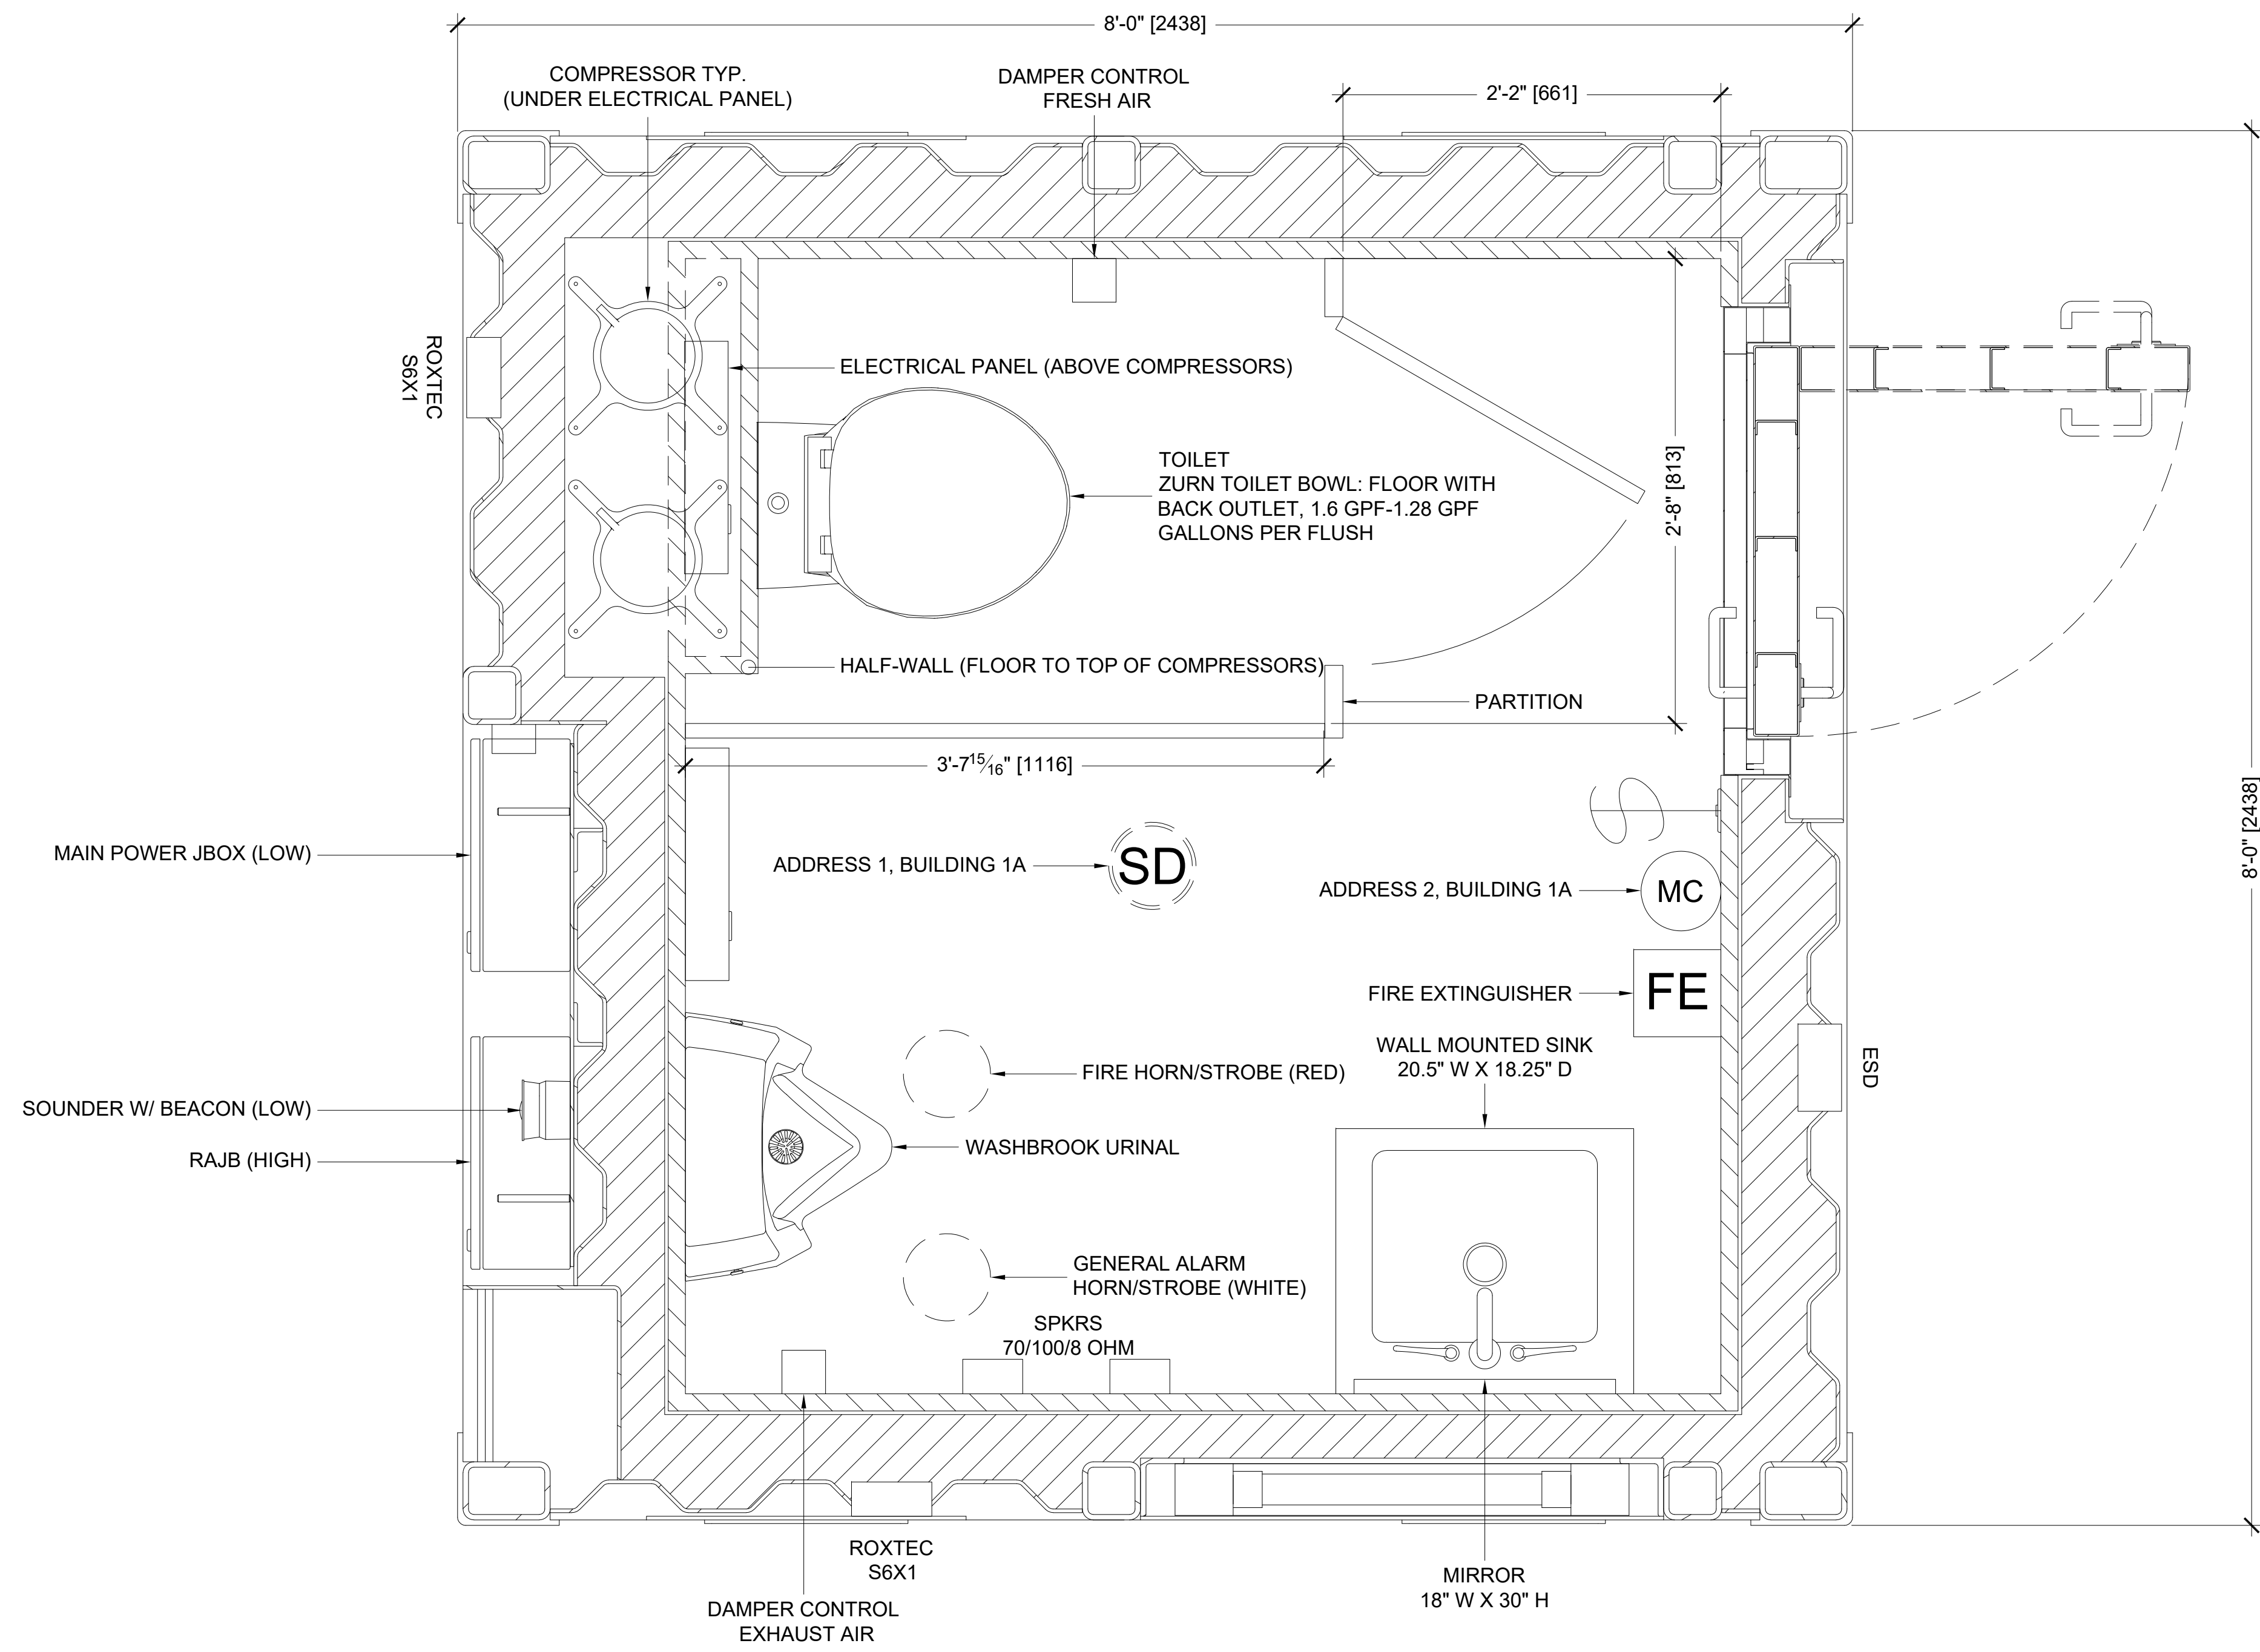 8'-0" [2438]
COMPRESSOR TYP.
(UNDER ELECTRICAL PANEL)
DAMPER CONTROL
FRESH AIR
2'-2" [661]
ROXTEC
S6X1
ELECTRICAL PANEL (ABOVE COMPRESSORS)
TOILET
ZURN TOILET BOWL: FLOOR WITH
BACK OUTLET, 1.6 GPF-1.28 GPF
GALLONS PER FLUSH
2'-8" [813]
HALF-WALL (FLOOR TO TOP OF COMPRESSORS)
PARTITION
3'-7 15/16" [1116]
8'-0" [2438]
MAIN POWER JBOX (LOW)
ADDRESS 1, BUILDING 1A
SD
ADDRESS 2, BUILDING 1A
MC
FIRE EXTINGUISHER
FE
WALL MOUNTED SINK
20.5" W X 18.25" D
ESD
FIRE HORN/STROBE (RED)
SOUNDER W/ BEACON (LOW)
RAJB (HIGH)
WASHBROOK URINAL
GENERAL ALARM
HORN/STROBE (WHITE)
SPKRS
70/100/8 OHM
ROXTEC
S6X1
DAMPER CONTROL
EXHAUST AIR
MIRROR
18" W X 30" H